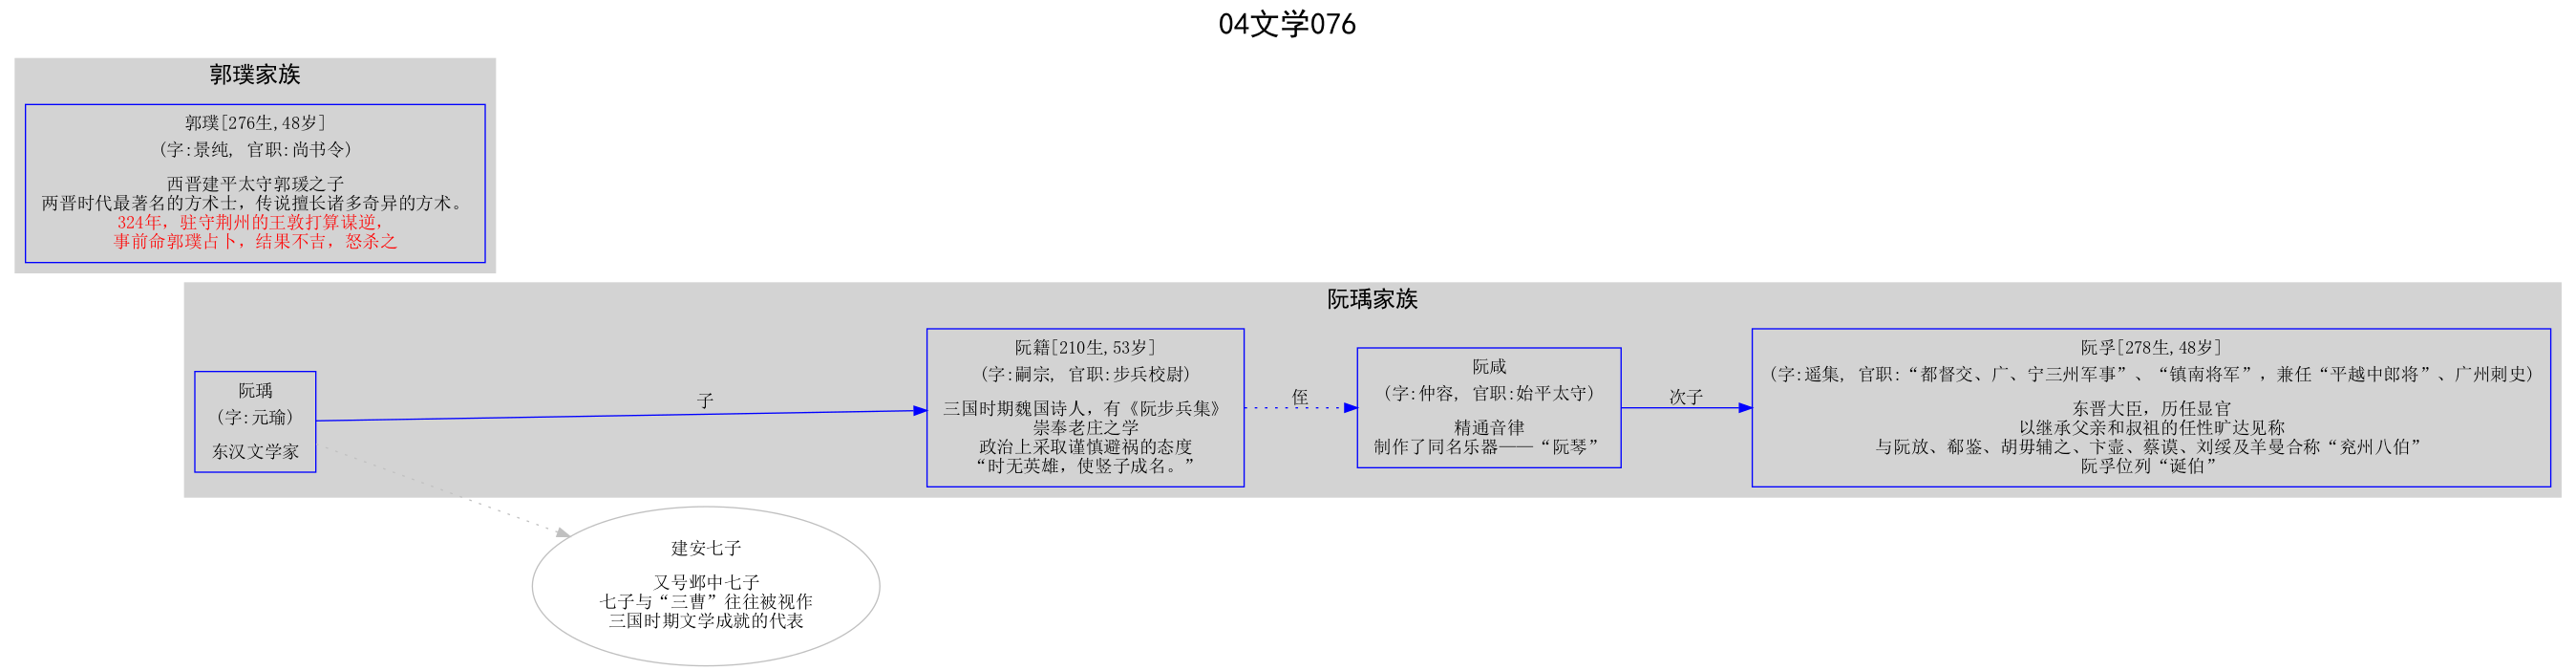 04文学076
郭璞家族
郭璞[276生,48岁]
(字:景纯, 官职:尚书令)
西晋建平太守郭瑗之子
两晋时代最著名的方术士，传说擅长诸多奇异的方术。
324年，驻守荆州的王敦打算谋逆，
事前命郭璞占卜，结果不吉，怒杀之
阮瑀家族
阮瑀
(字:元瑜)
东汉文学家
子
阮籍[210生,53岁]
(字:嗣宗, 官职:步兵校尉)
三国时期魏国诗人，有《阮步兵集》
崇奉老庄之学
政治上采取谨慎避祸的态度
“时无英雄，使竖子成名。”
侄
阮咸
(字:仲容, 官职:始平太守)
精通音律
制作了同名乐器——“阮琴”
次子
阮孚[278生,48岁]
(字:遥集, 官职:“都督交、广、宁三州军事”、“镇南将军”，兼任“平越中郎将”、广州刺史)
东晋大臣，历任显官
以继承父亲和叔祖的任性旷达见称
与阮放、郗鉴、胡毋辅之、卞壸、蔡谟、刘绥及羊曼合称“兖州八伯”
阮孚位列“诞伯”
建安七子
又号邺中七子
七子与“三曹”往往被视作
三国时期文学成就的代表